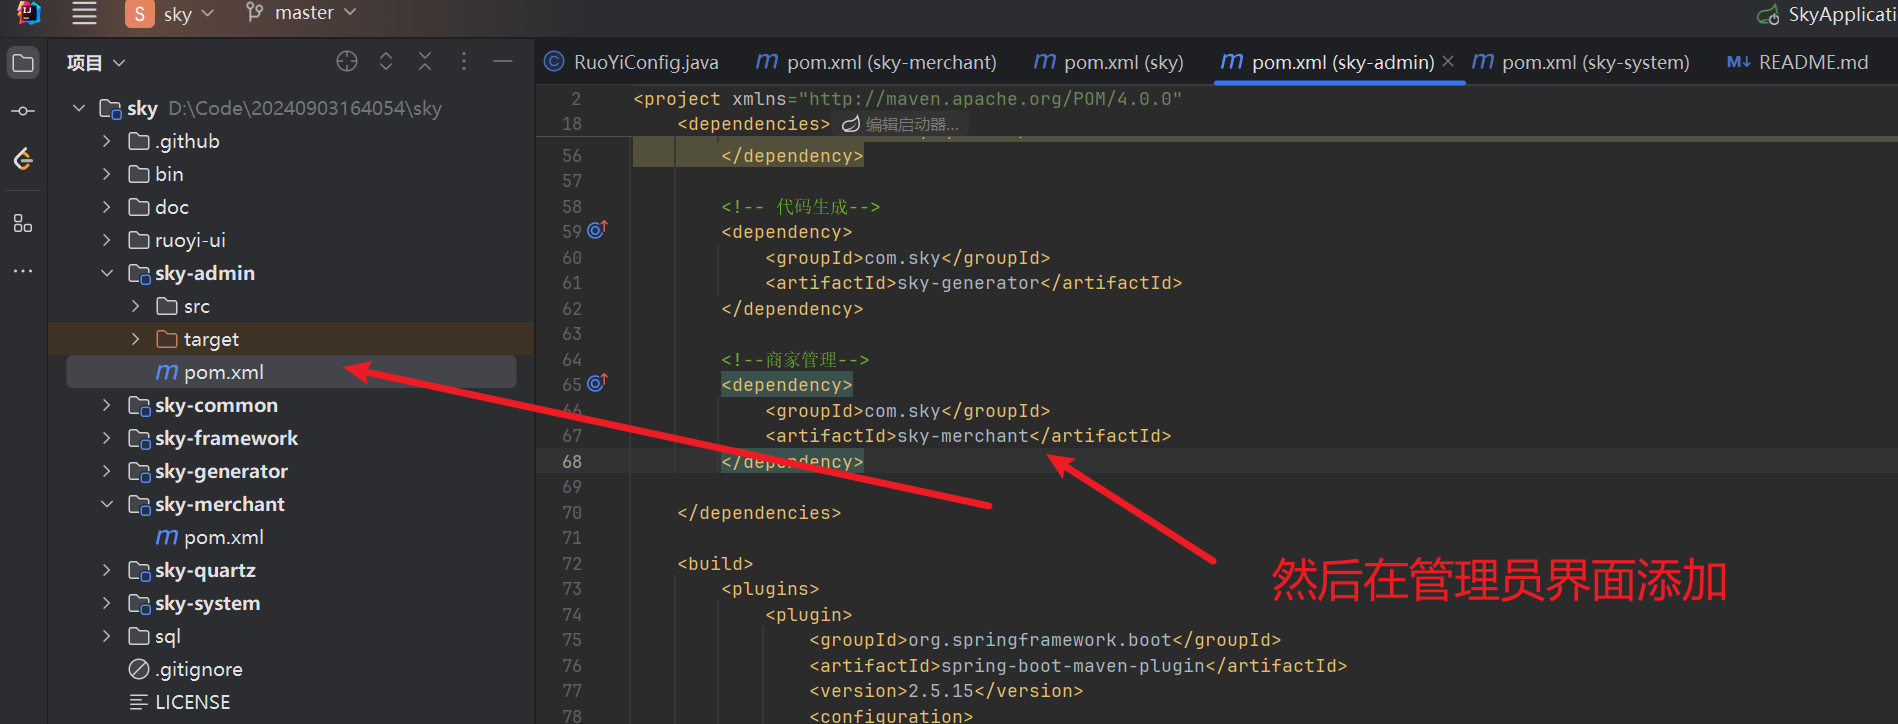 S sky master SkyApplicati
项目
RuoYiConfig.java pom.xml (sky-merchant) pom.xml (sky) pom.xml (sky-admin) pom.xml (sky-system) M↓ README.md
sky D:\Code\20240903164054\sky
.github
bin
doc
ruoyi-ui
sky-admin
src
target
pom.xml
sky-common
sky-framework
sky-generator
sky-merchant
pom.xml
sky-quartz
sky-system
sql
.gitignore
LICENSE
2 <project xmlns="http://maven.apache.org/POM/4.0.0"
18 <dependencies> 编辑启动器...
56 </dependency>
57
58 <!-- 代码生成-->
59 <dependency>
60 <groupId>com.sky</groupId>
61 <artifactId>sky-generator</artifactId>
62 </dependency>
63
64 <!--商家管理-->
65 <dependency>
66 <groupId>com.sky</groupId>
67 <artifactId>sky-merchant</artifactId>
68 </dependency>
69
70 </dependencies>
71
72 <build>
73 <plugins>
74 <plugin>
75 <groupId>org.springframework.boot</groupId>
76 <artifactId>spring-boot-maven-plugin</artifactId>
77 <version>2.5.15</version>
78 <configuration>
然后在管理员界面添加